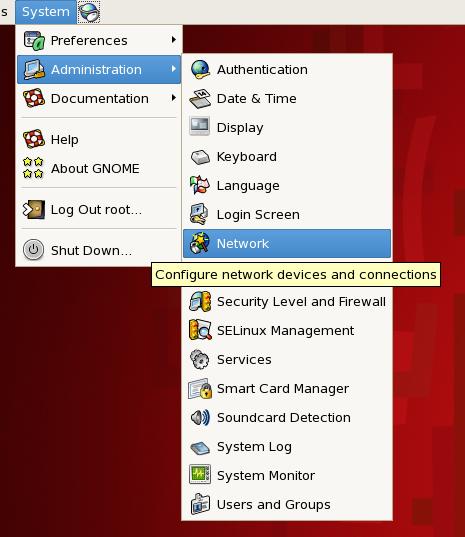 s System
Preferences
Administration
Documentation
Help
About GNOME
Log Out root...
Shut Down...
Authentication
Date & Time
Display
Keyboard
Language
Login Screen
Network
Configure network devices and connections
Security Level and Firewall
SELinux Management
Services
Smart Card Manager
Soundcard Detection
System Log
System Monitor
Users and Groups